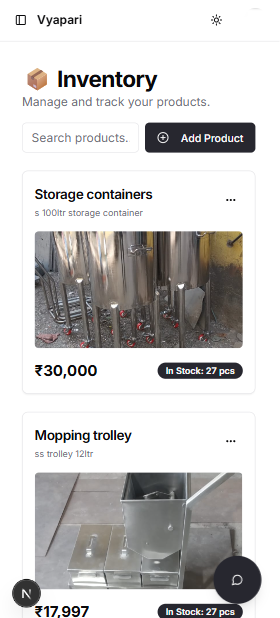 Vyapari
📦 Inventory
Manage and track your products.
Search products. Add Product
Storage containers
s 100ltr storage container
₹30,000 In Stock: 27 pcs
Mopping trolley
ss trolley 12ltr
N
₹17,997 In Stock: 27 pcs